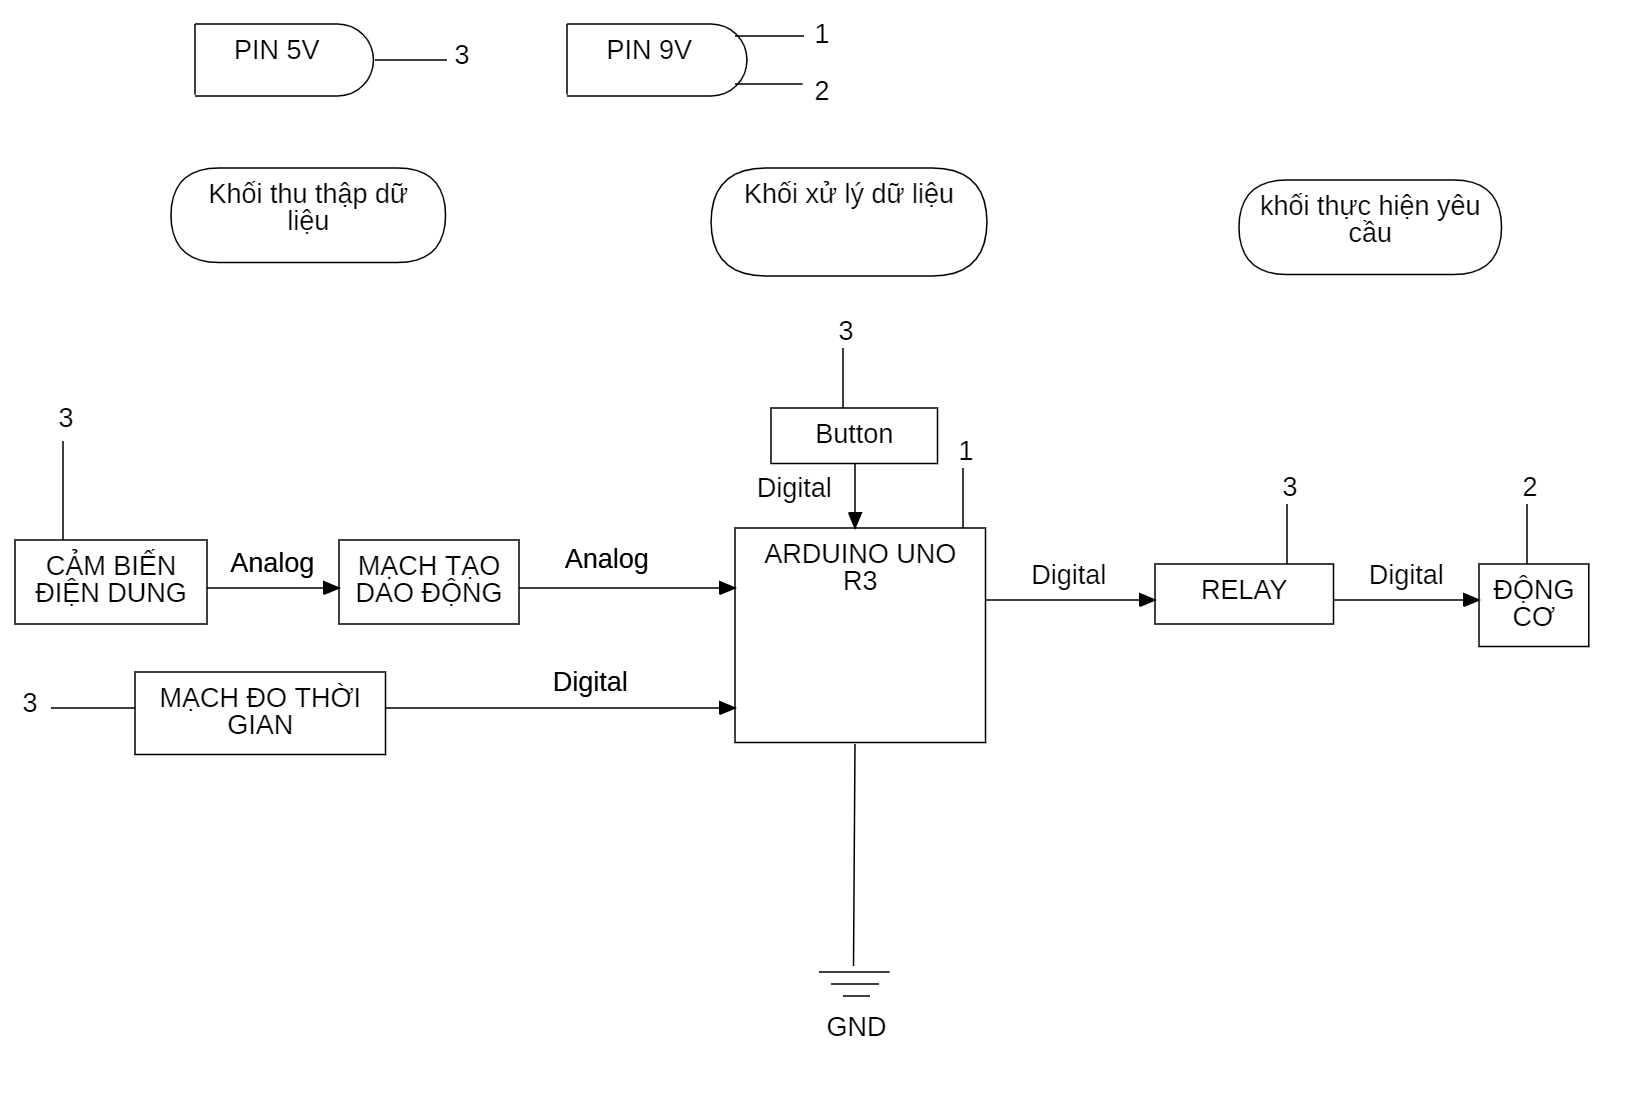 PIN 5V
3
PIN 9V
1
2
Khối thu thập dữ
liệu
Khối xử lý dữ liệu
khối thực hiện yêu
cầu
3
Button
Digital
1
3
CẢM BIẾN
ĐIỆN DUNG
Analog
MẠCH TẠO
DAO ĐỘNG
Analog
ARDUINO UNO
R3
Digital
3
RELAY
Digital
2
ĐỘNG
CƠ
3
MẠCH ĐO THỜI
GIAN
Digital
GND